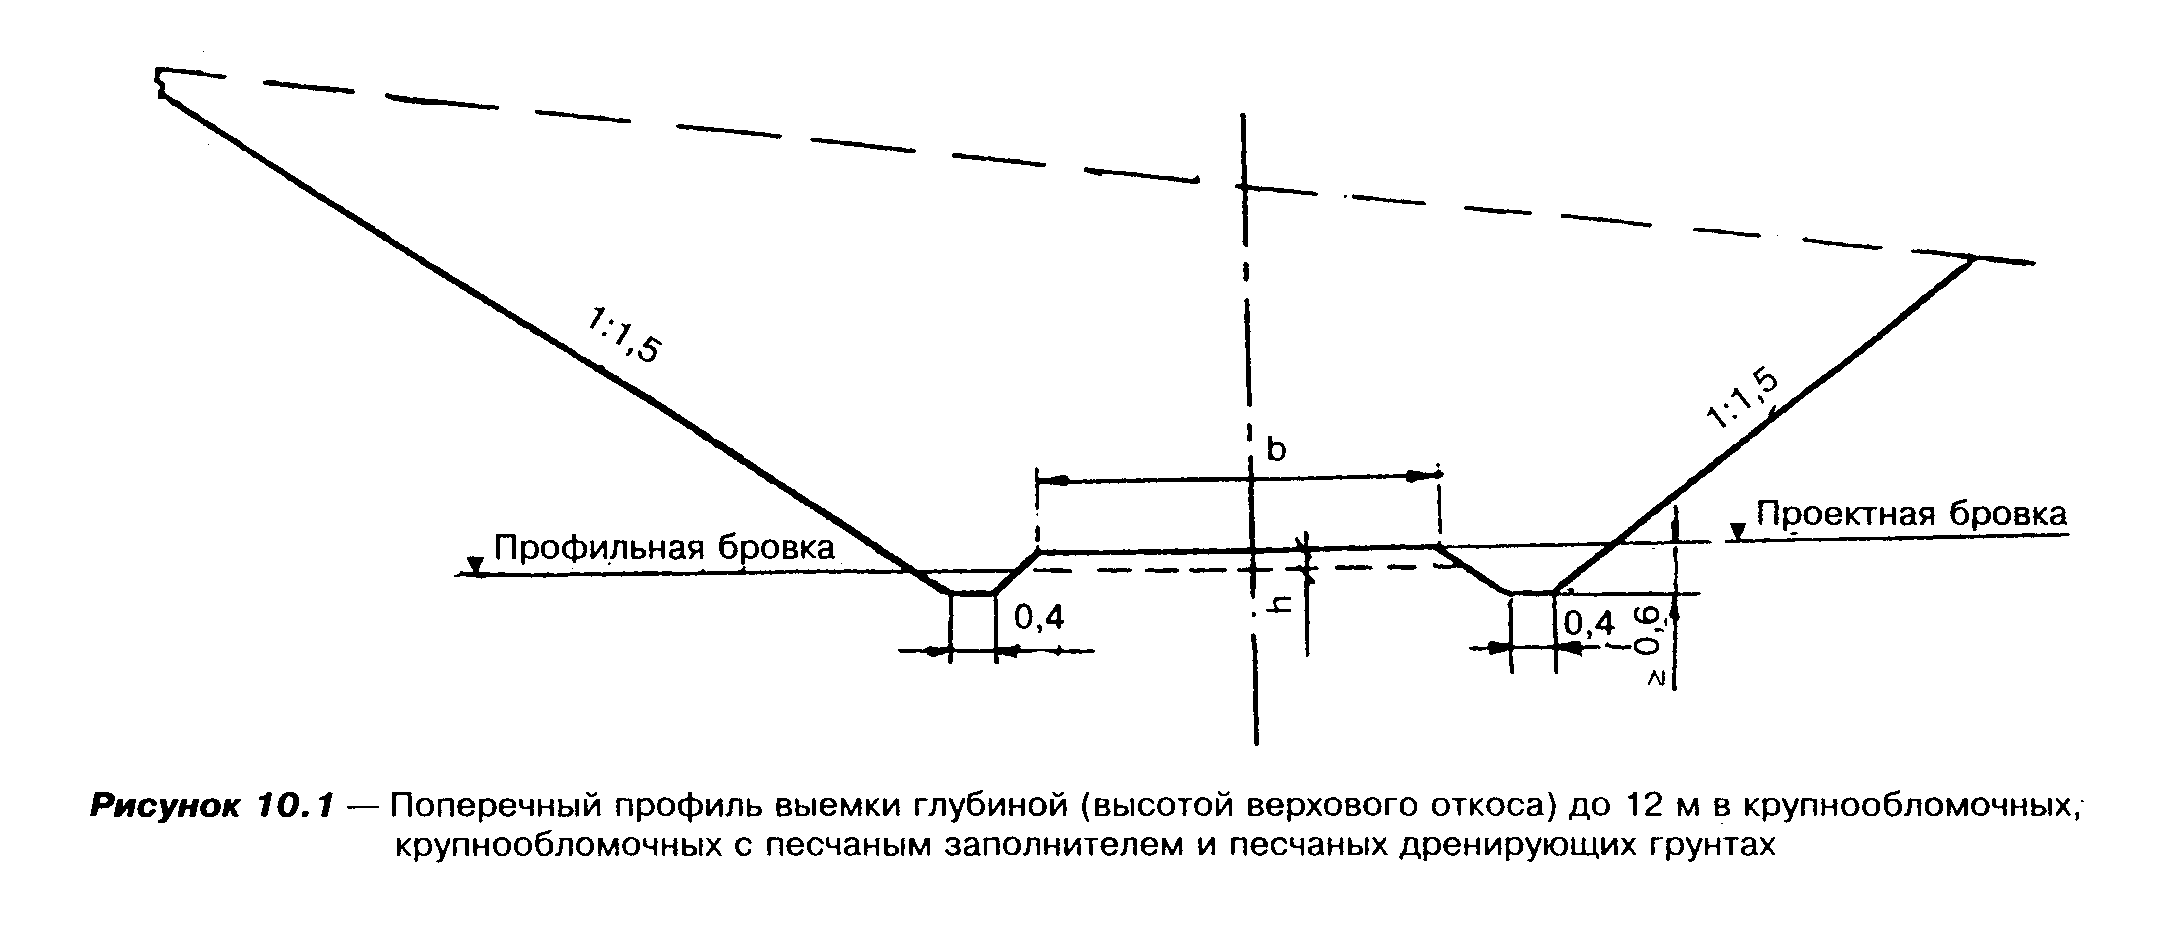 1:1,5
b
1:1,5
Проектная бровка
Профильная бровка
h
0,4
0,4
≥ 0,6
Рисунок 10.1 — Поперечный профиль выемки глубиной (высотой верхового откоса) до 12 м в крупнообломочных,
крупнообломочных с песчаным заполнителем и песчаных дренирующих грунтах